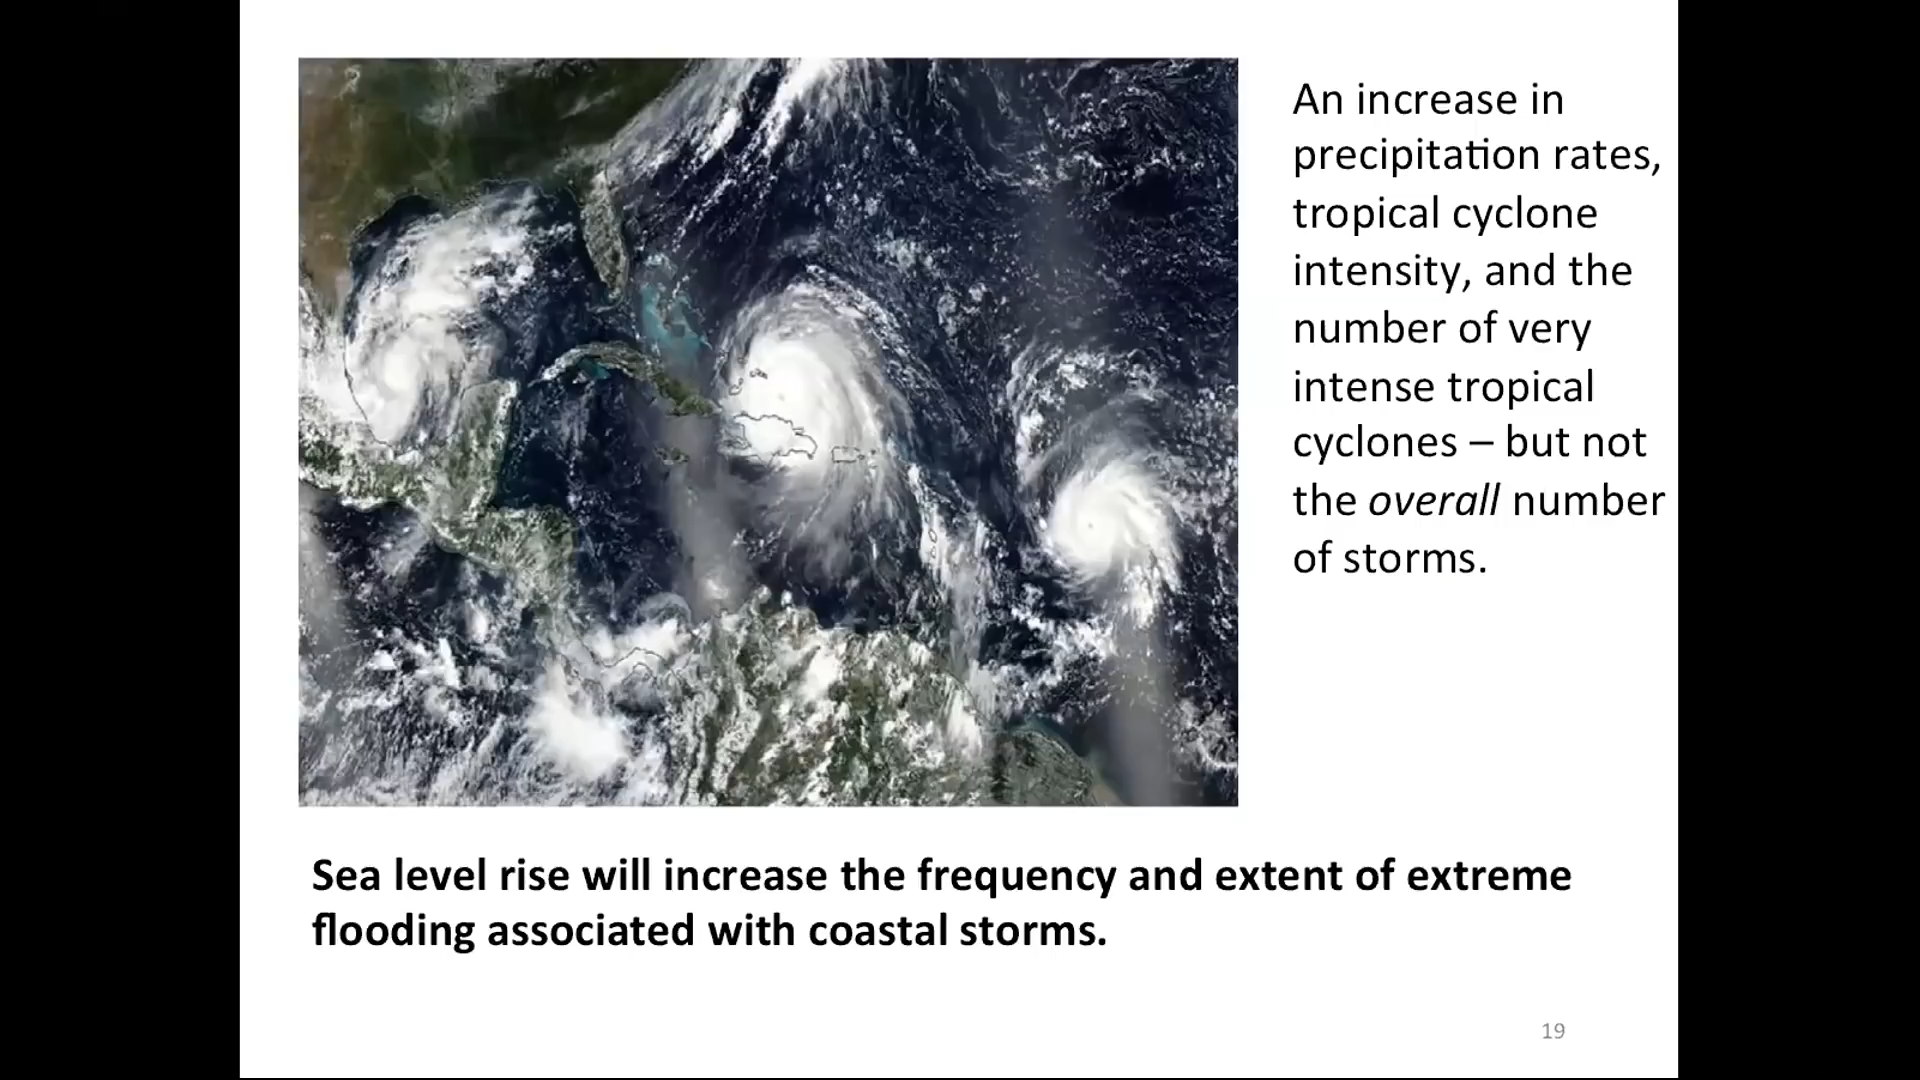 An increase in
precipitation rates,
tropical cyclone
intensity, and the
number of very
intense tropical
cyclones – but not
the overall number
of storms.
Sea level rise will increase the frequency and extent of extreme
flooding associated with coastal storms.
19